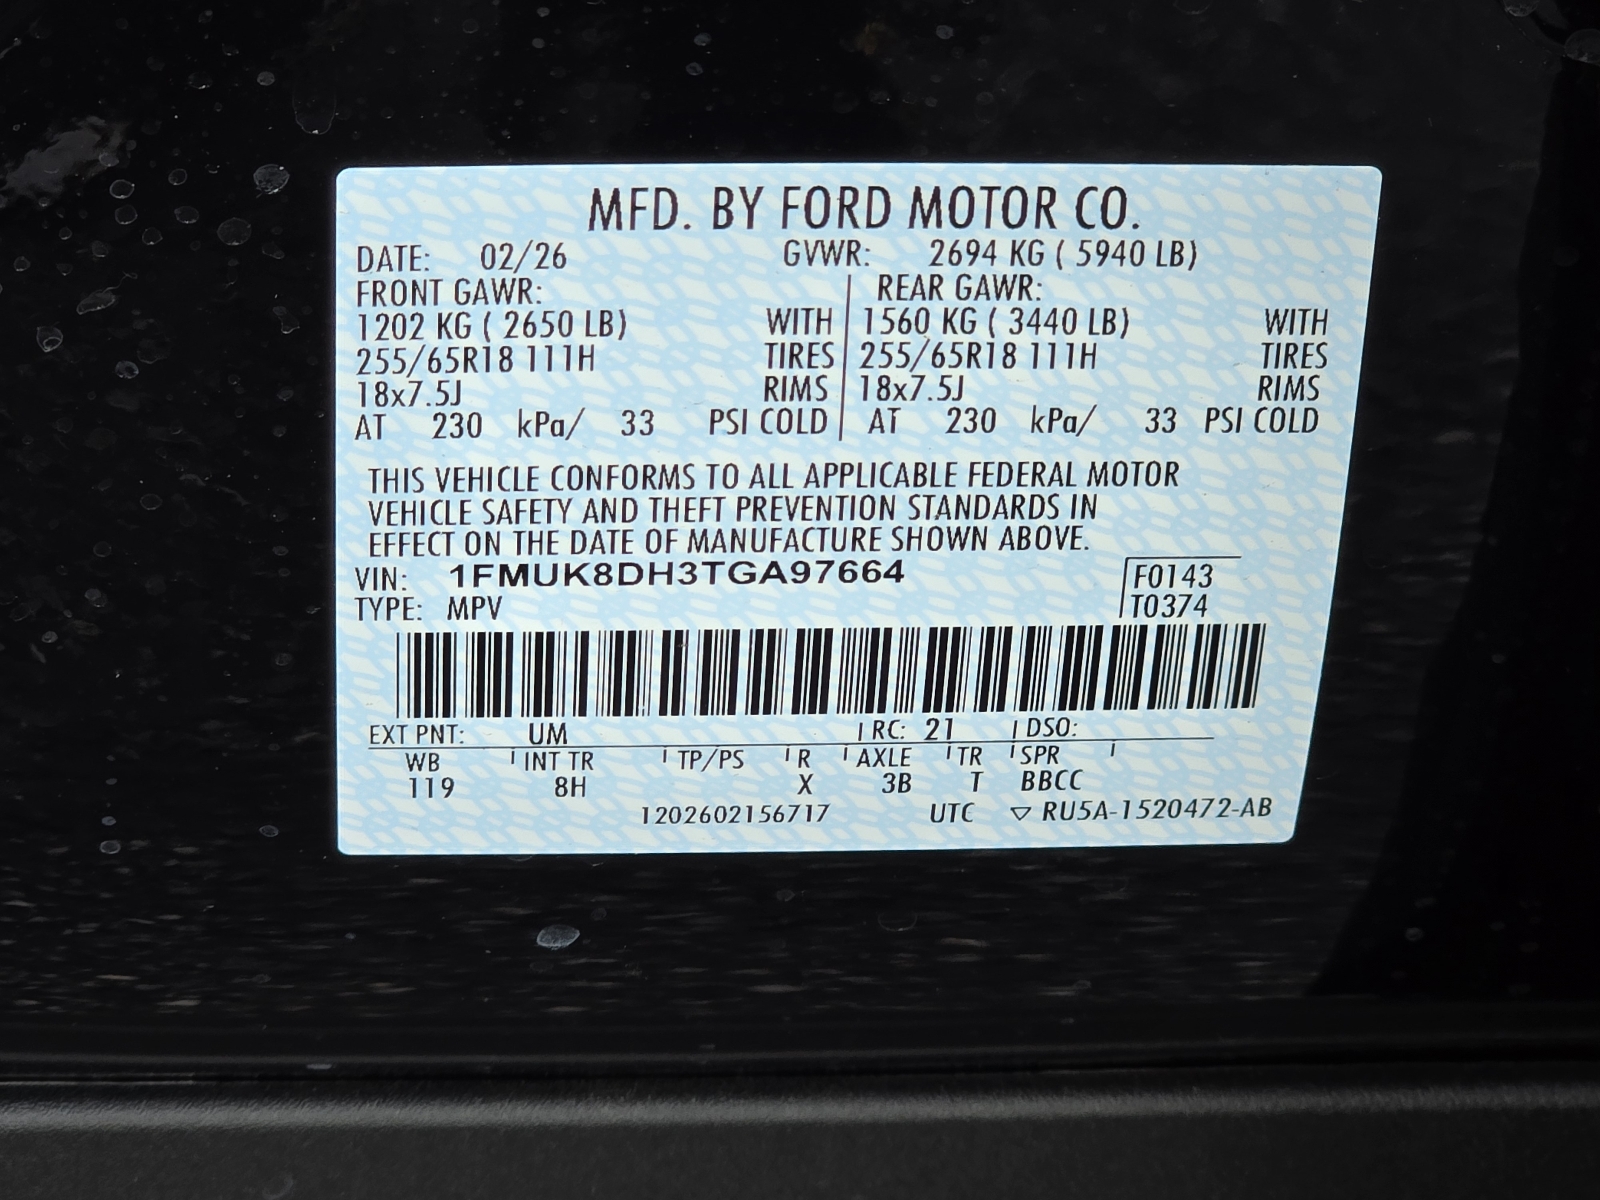 MFD. BY FORD MOTOR CO.
DATE: 02/26 GVWR: 2694 KG ( 5940 LB)
FRONT GAWR: REAR GAWR:
1202 KG ( 2650 LB) WITH 1560 KG ( 3440 LB) WITH
255/65R18 111H TIRES 255/65R18 111H TIRES
18x7.5J RIMS 18x7.5J RIMS
AT 230 kPa/ 33 PSI COLD AT 230 kPa/ 33 PSI COLD
THIS VEHICLE CONFORMS TO ALL APPLICABLE FEDERAL MOTOR
VEHICLE SAFETY AND THEFT PREVENTION STANDARDS IN
EFFECT ON THE DATE OF MANUFACTURE SHOWN ABOVE.
VIN: 1FMUK8DH3TGA97664 F0143
TYPE: MPV T0374
EXT PNT: UM RC: 21 DSO:
WB INT TR TP/PS R AXLE TR SPR
119 8H X 3B T BBCC
1202602156717 UTC ▽ RU5A-1520472-AB